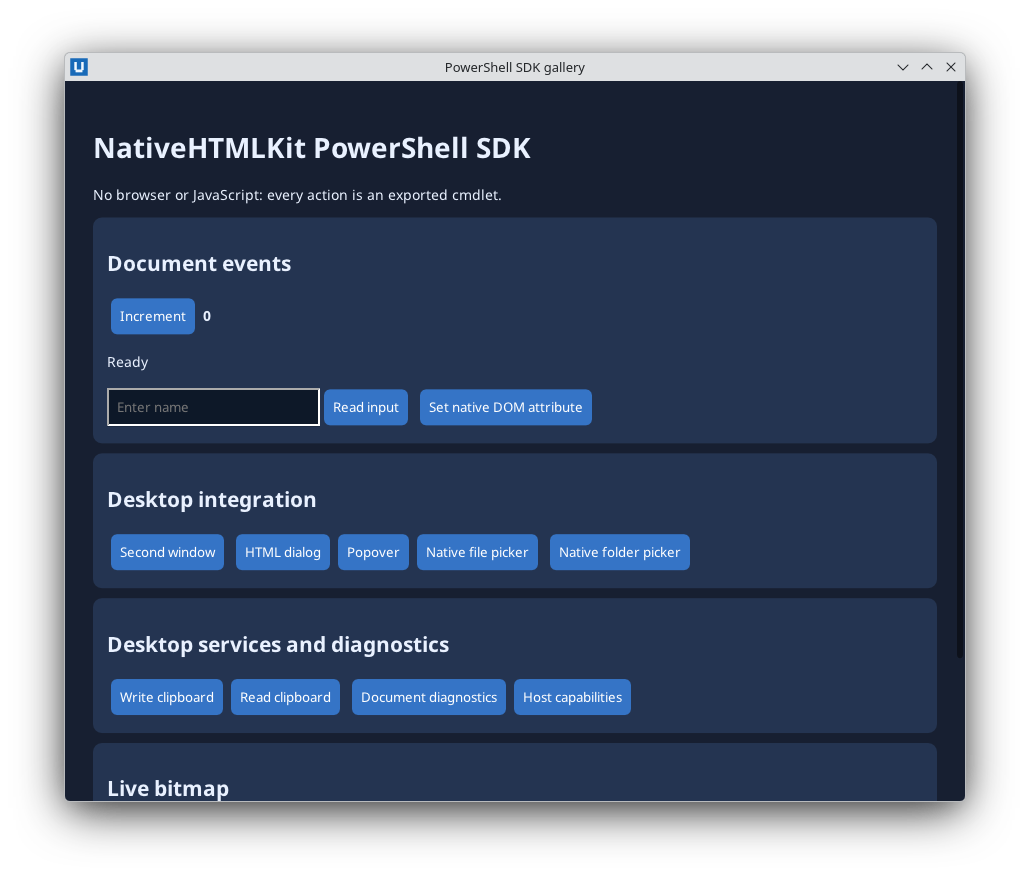 PowerShell SDK gallery
NativeHTMLKit PowerShell SDK
No browser or JavaScript: every action is an exported cmdlet.
Document events
Increment 0
Ready
Enter name Read input Set native DOM attribute
Desktop integration
Second window HTML dialog Popover Native file picker Native folder picker
Desktop services and diagnostics
Write clipboard Read clipboard Document diagnostics Host capabilities
Live bitmap